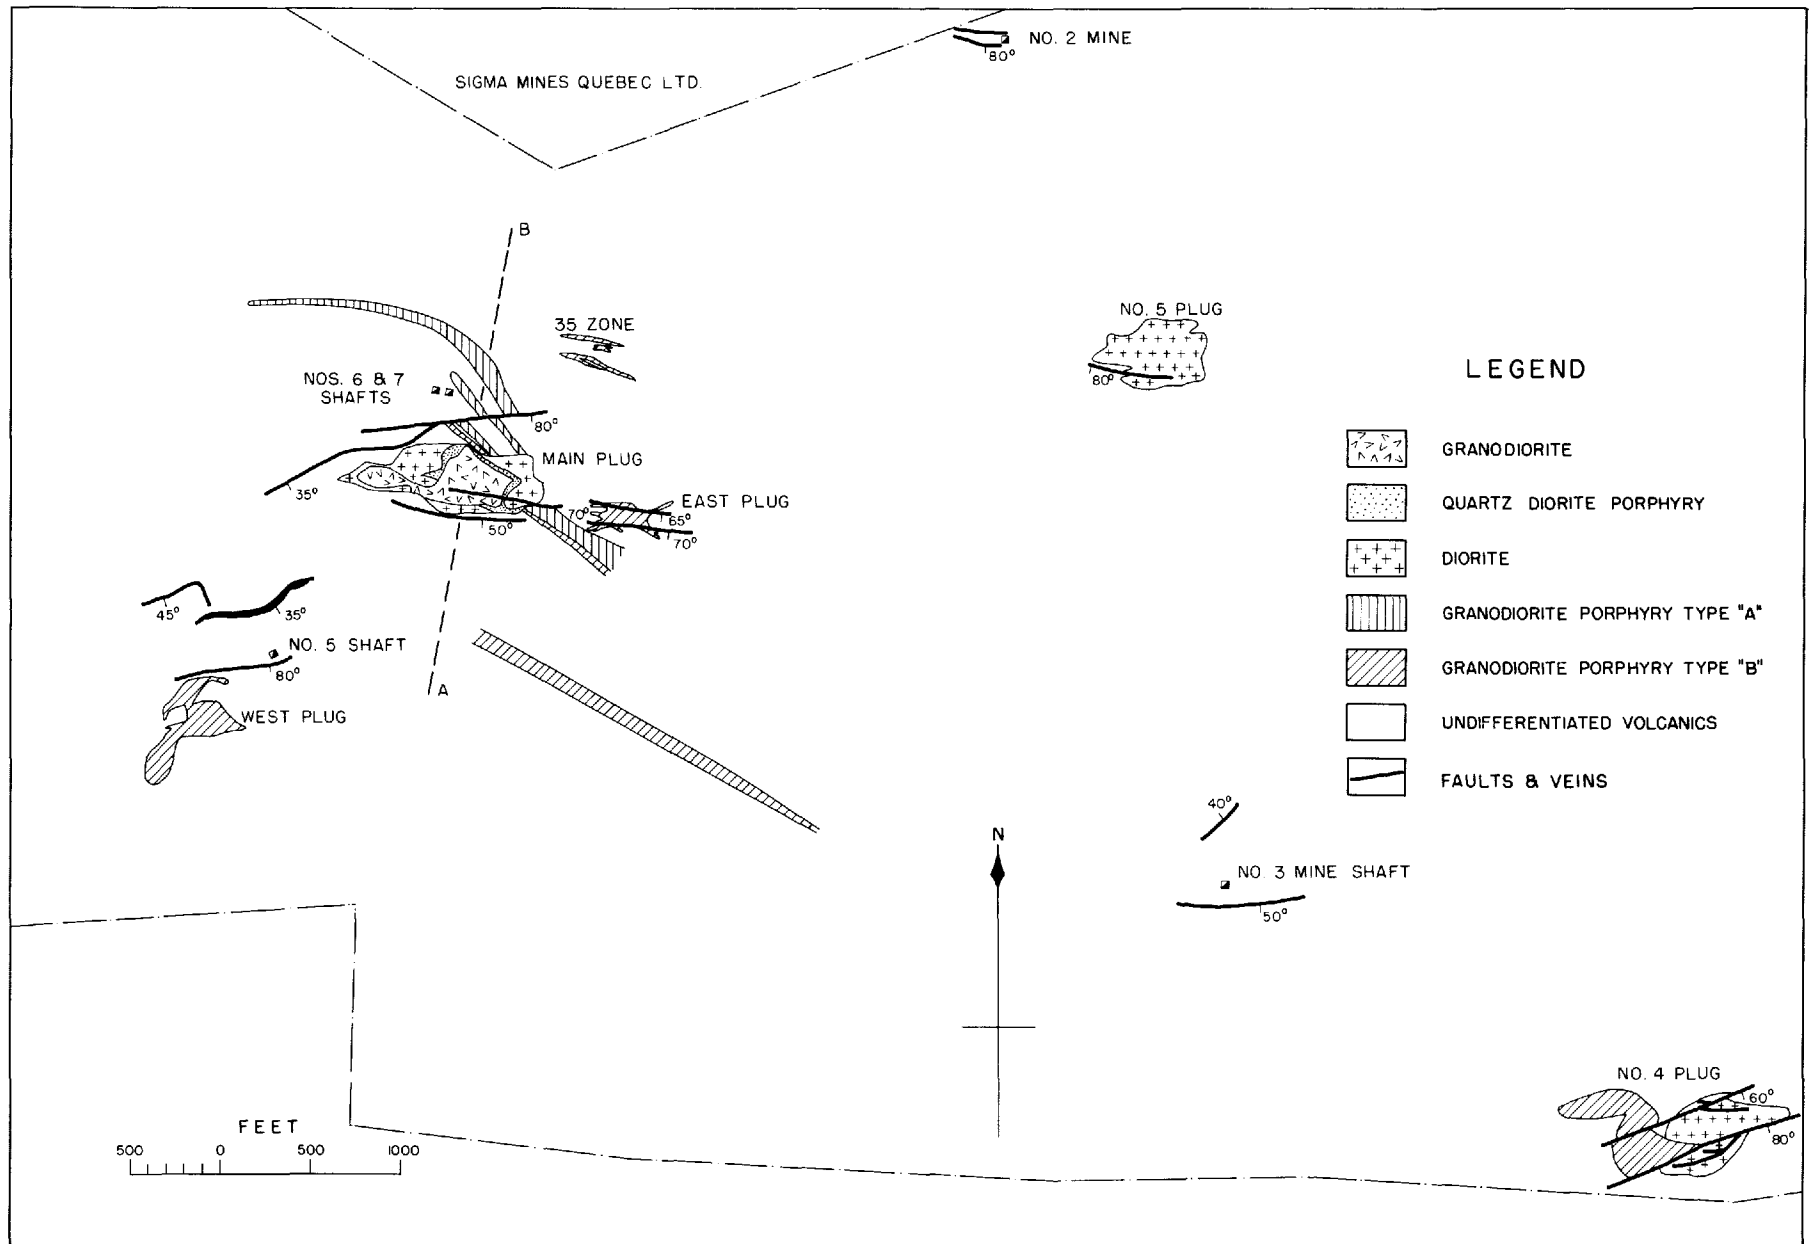 NO. 2 MINE
80°
SIGMA MINES QUEBEC LTD.
B
35 ZONE
NO. 5 PLUG
80°
NOS. 6 & 7
SHAFTS
80°
MAIN PLUG
35°
EAST PLUG
70°
65°
50°
70°
45°
35°
NO. 5 SHAFT
80°
A
WEST PLUG
LEGEND
GRANODIORITE
QUARTZ DIORITE PORPHYRY
DIORITE
GRANODIORITE PORPHYRY TYPE "A"
GRANODIORITE PORPHYRY TYPE "B"
UNDIFFERENTIATED VOLCANICS
FAULTS & VEINS
40°
N
NO. 3 MINE SHAFT
50°
NO. 4 PLUG
60°
80°
FEET
500 0 500 1000